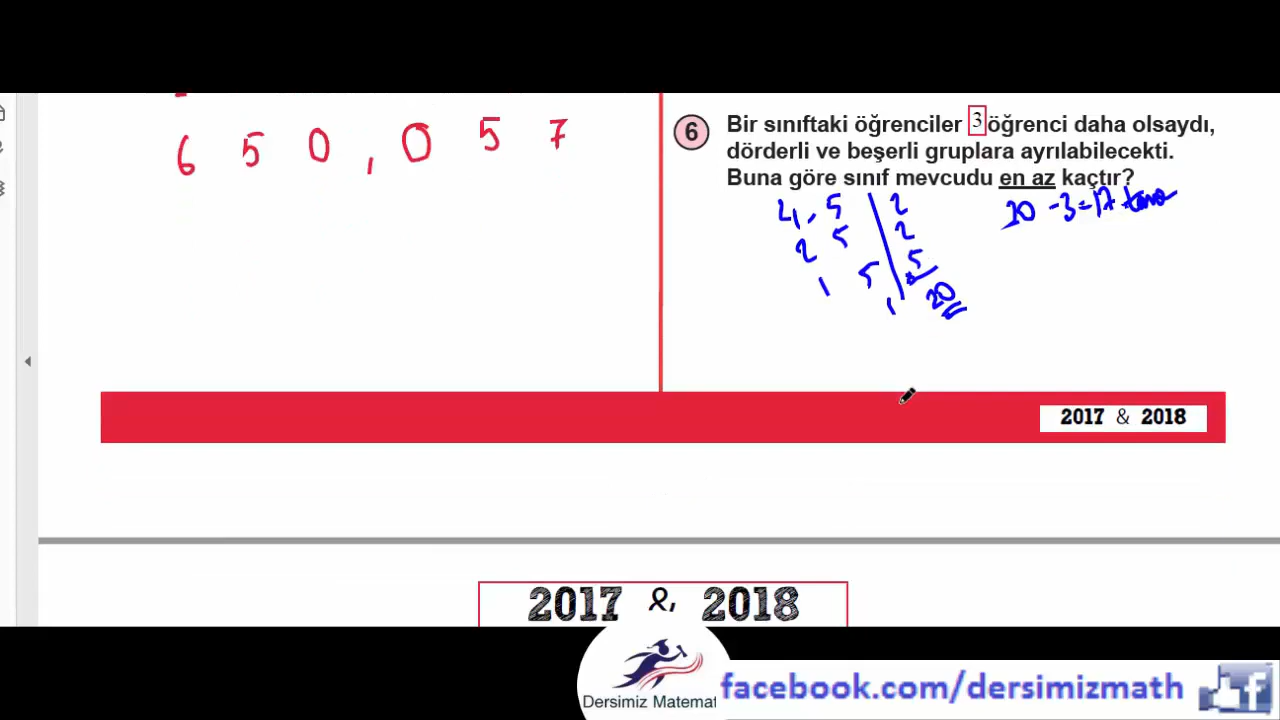 6 5 0 , 0 5 7
6 Bir sınıftaki öğrenciler 3 öğrenci daha olsaydı,
dörderli ve beşerli gruplara ayrılabilecekti.
Buna göre sınıf mevcudu en az kaçtır?
4, 5 | 2
2 5 | 2
1 5 | 5
1 20
20 - 3 = 17 tane
2017 & 2018
2017 & 2018
Dersimiz Matemat
facebook.com/dersimizmath
f